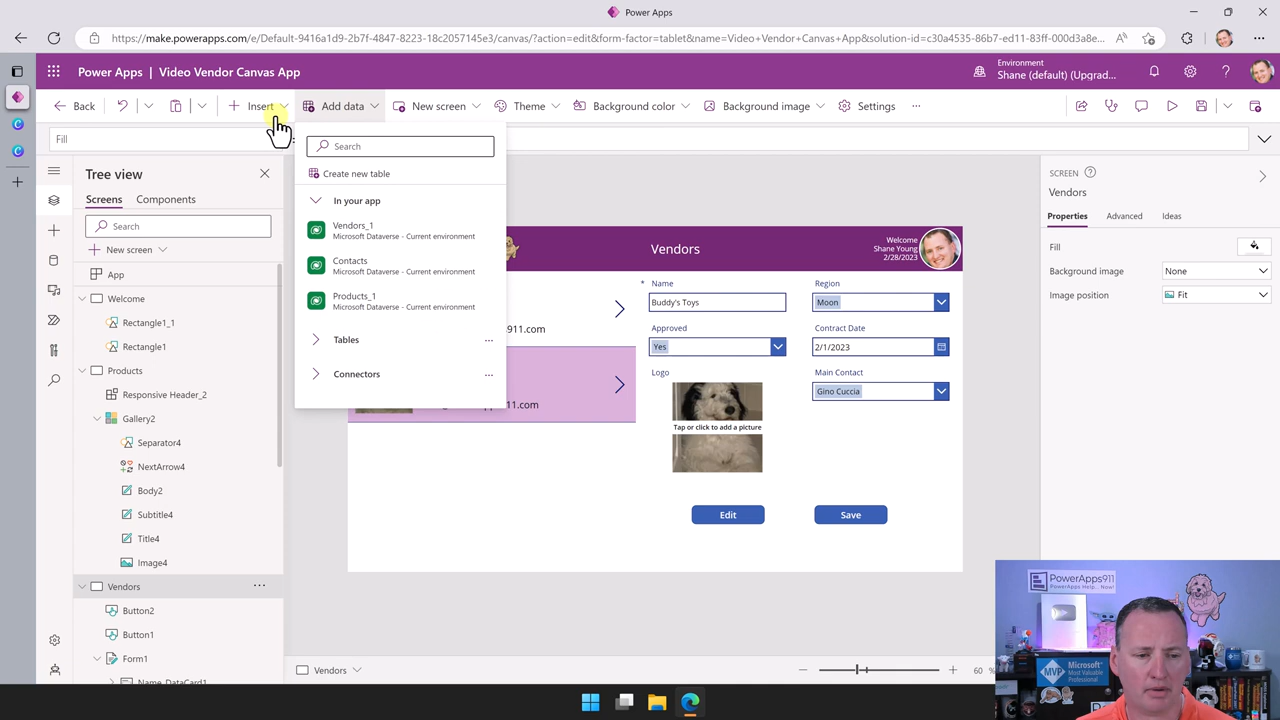 Power Apps
https://make.powerapps.com/e/Default-9416a1d9-2b7f-4847-8223-18c2057145e3/canvas/?action=edit&form-factor=tablet&name=Video+Vendor+Canvas+App&solution-id=c30a4535-86b7-ed11-83ff-000d3a8e...
Power Apps | Video Vendor Canvas App
Environment
Shane (default) (Upgrad...
Back
Insert
Add data
New screen
Theme
Background color
Background image
Settings
...
Fill
Tree view
Screens
Components
Search
New screen
App
Welcome
Rectangle1_1
Rectangle1
Products
Responsive Header_2
Gallery2
Separator4
NextArrow4
Body2
Subtitle4
Title4
Image4
Vendors
...
Button2
Button1
Form1
Name_DataCard1
Search
Create new table
In your app
Vendors_1
Microsoft Dataverse - Current environment
Contacts
Microsoft Dataverse - Current environment
Products_1
Microsoft Dataverse - Current environment
Tables
...
Connectors
...
Vendors
Welcome
Shane Young
2/28/2023
911.com
911.com
* Name
Buddy's Toys
Region
Moon
Approved
Yes
Contract Date
2/1/2023
Logo
Tap or click to add a picture
Main Contact
Gino Cuccia
Edit
Save
Vendors
60 %
SCREEN
Vendors
Properties
Advanced
Ideas
Fill
Background image
None
Image position
Fit
PowerApps911
PowerApps Help... Now!
MVP
Microsoft®
Most Valuable
Professional